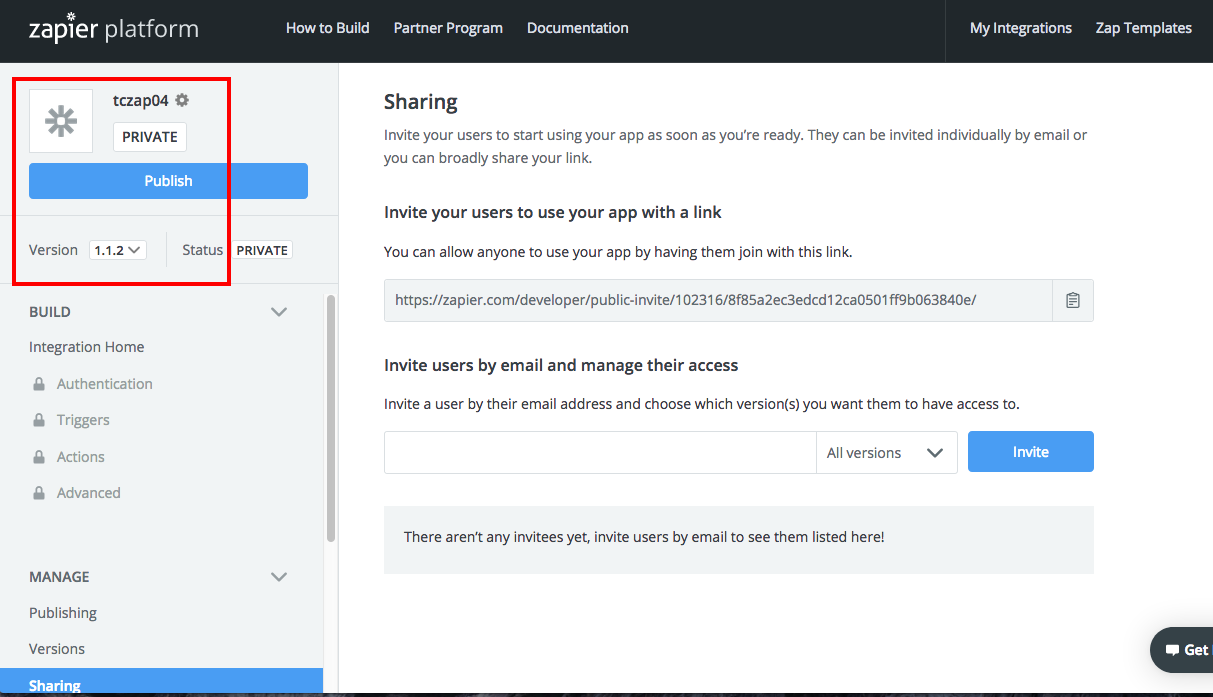 zapier platform
How to Build
Partner Program
Documentation
My Integrations
Zap Templates
tczap04
PRIVATE
Publish
Version
1.1.2
Status
PRIVATE
BUILD
Integration Home
Authentication
Triggers
Actions
Advanced
MANAGE
Publishing
Versions
Sharing
Sharing
Invite your users to start using your app as soon as you’re ready. They can be invited individually by email or
you can broadly share your link.
Invite your users to use your app with a link
You can allow anyone to use your app by having them join with this link.
https://zapier.com/developer/public-invite/102316/8f85a2ec3edcd12ca0501ff9b063840e/
Invite users by email and manage their access
Invite a user by their email address and choose which version(s) you want them to have access to.
All versions
Invite
There aren’t any invitees yet, invite users by email to see them listed here!
Get